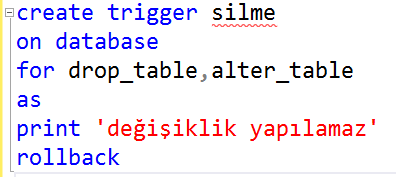 create trigger silme
on database
for drop_table,alter_table
as
print 'değişiklik yapılamaz'
rollback